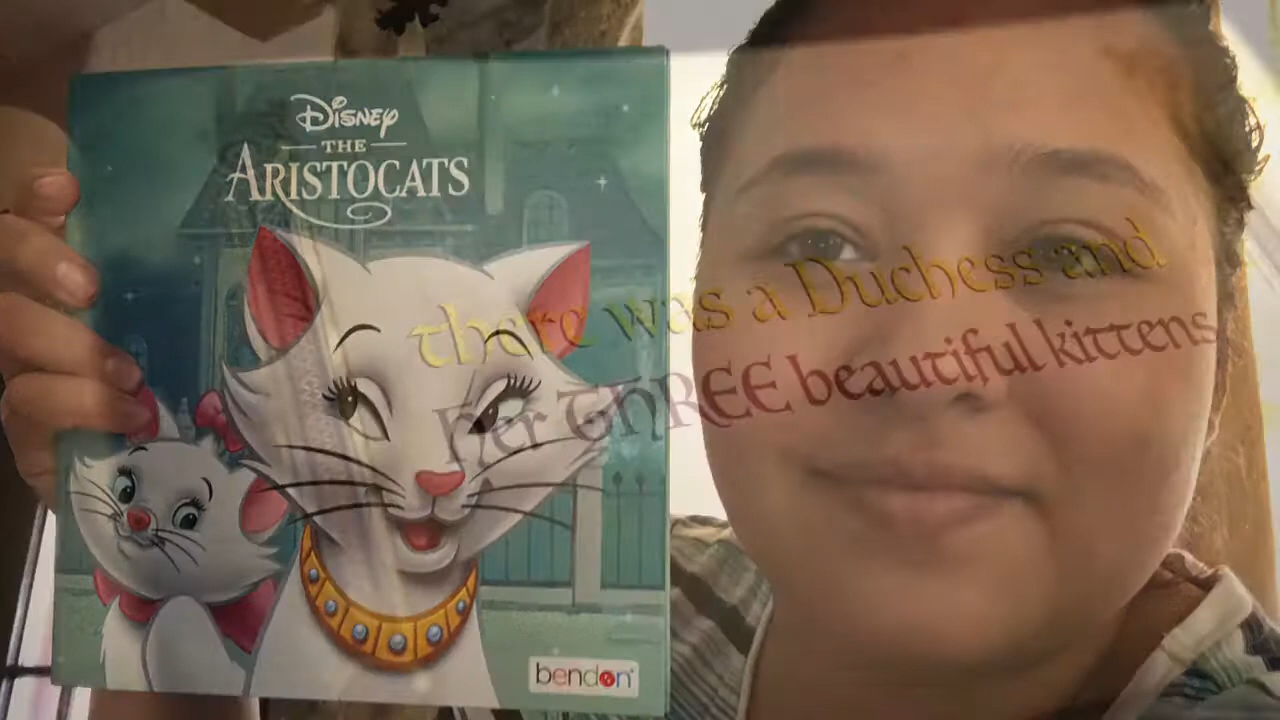 Disney
THE
ARISTOCATS
there was a Duchess and
her THREE beautiful kittens
bendon